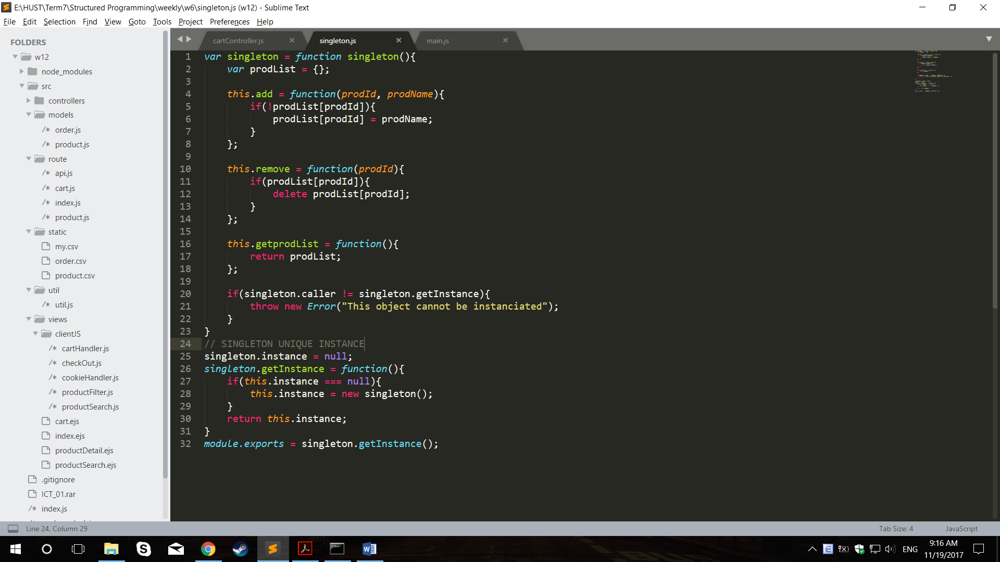 E:\HUST\Term7\Structured Programming\weekly\w6\singleton.js (w12) - Sublime Text
File Edit Selection Find View Goto Tools Project Preferences Help
FOLDERS
w12
node_modules
src
controllers
models
/* order.js
/* product.js
route
/* api.js
/* cart.js
/* index.js
/* product.js
static
my.csv
order.csv
product.csv
util
/* util.js
views
clientJS
/* cartHandler.js
/* checkOut.js
/* cookieHandler.js
/* productFilter.js
/* productSearch.js
cart.ejs
index.ejs
productDetail.ejs
productSearch.ejs
.gitignore
ICT_01.rar
/* index.js
cartController.js singleton.js main.js
1 var singleton = function singleton(){
2     var prodList = {};
3
4     this.add = function(prodId, prodName){
5         if(!prodList[prodId]){
6             prodList[prodId] = prodName;
7         }
8     };
9
10     this.remove = function(prodId){
11         if(prodList[prodId]){
12             delete prodList[prodId];
13         }
14     };
15
16     this.getprodList = function(){
17         return prodList;
18     };
19
20     if(singleton.caller != singleton.getInstance){
21         throw new Error("This object cannot be instanciated");
22     }
23 }
24 // SINGLETON UNIQUE INSTANCE
25 singleton.instance = null;
26 singleton.getInstance = function(){
27     if(this.instance === null){
28         this.instance = new singleton();
29     }
30     return this.instance;
31 }
32 module.exports = singleton.getInstance();
Line 24, Column 29 Tab Size: 4 JavaScript
ENG
9:16 AM
11/19/2017